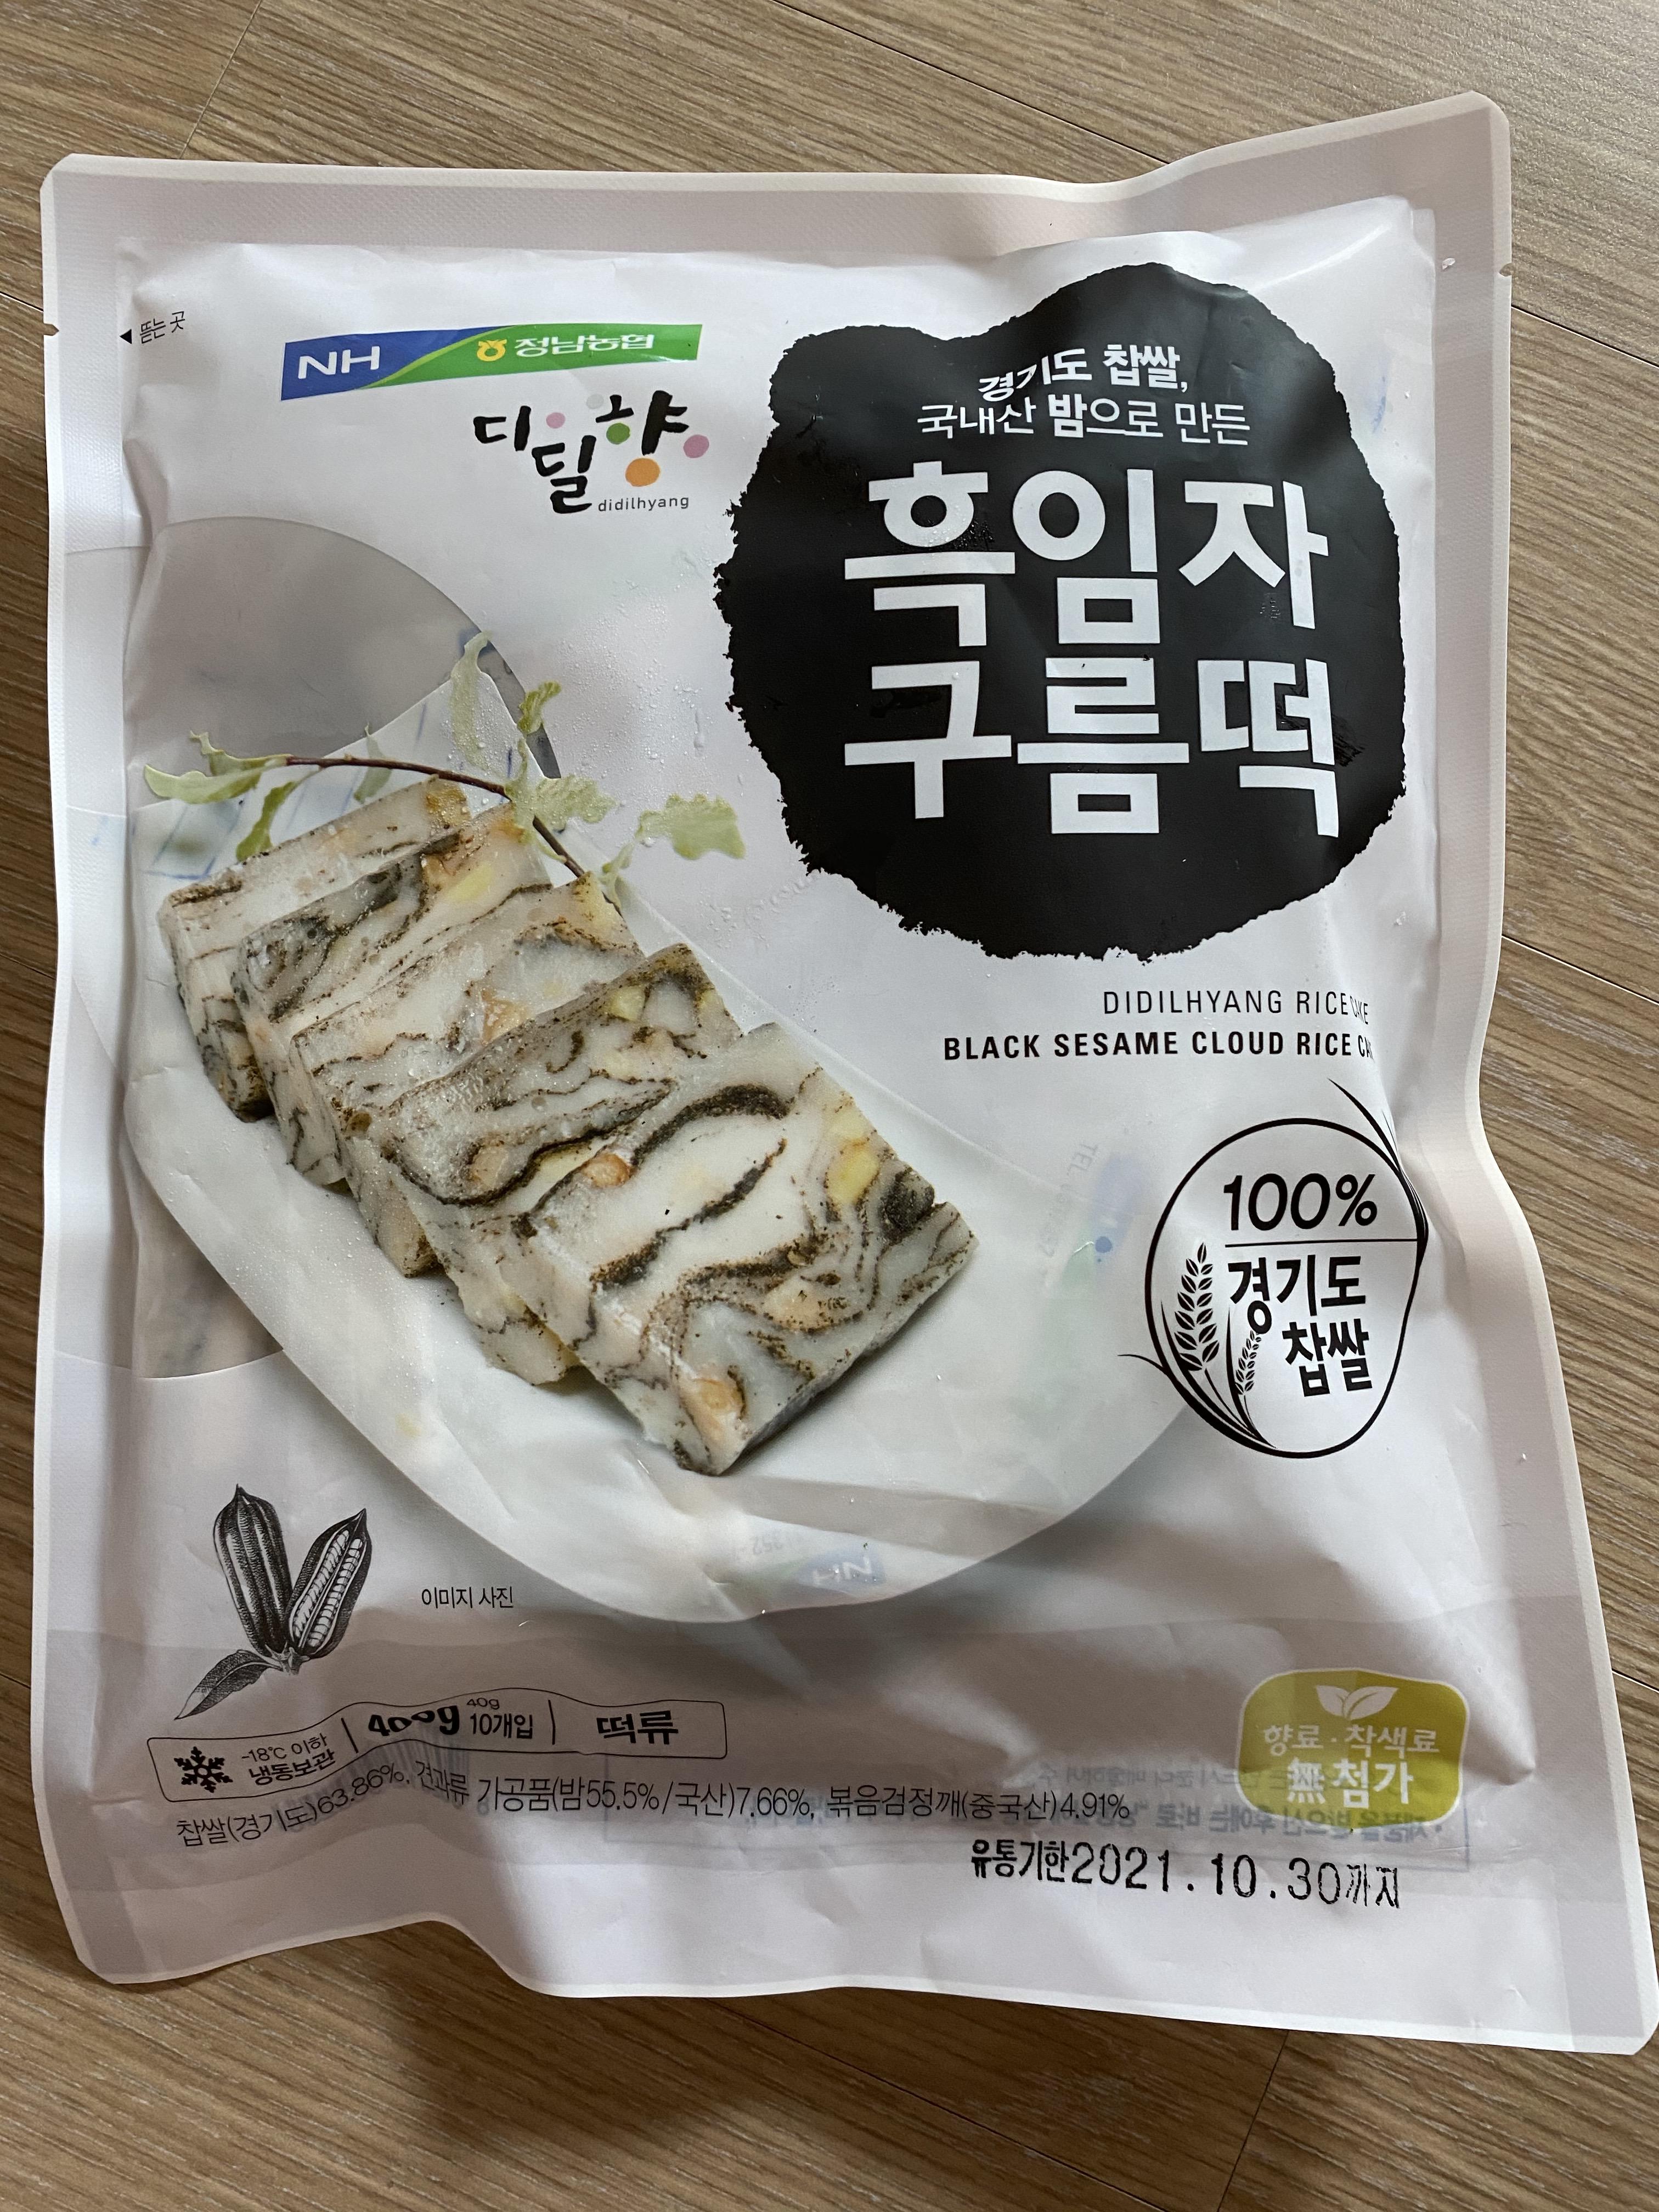 ◀ 뜯는 곳
NH 정남농협
디딜향
didilhyang
경기도 찹쌀,
국내산 밤으로 만든
흑임자
구름떡
DIDILHYANG RICE CAKE
BLACK SESAME CLOUD RICE
100%
경기도
찹쌀
이미지 사진
-18℃ 이하
냉동보관
400g 40g 10개입
떡류
향료·착색료
無첨가
찹쌀(경기도)63.86%, 견과류 가공품(밤55.5%/국산)7.66%, 볶음검정깨(중국산)4.91%
유통기한2021.10.30까지